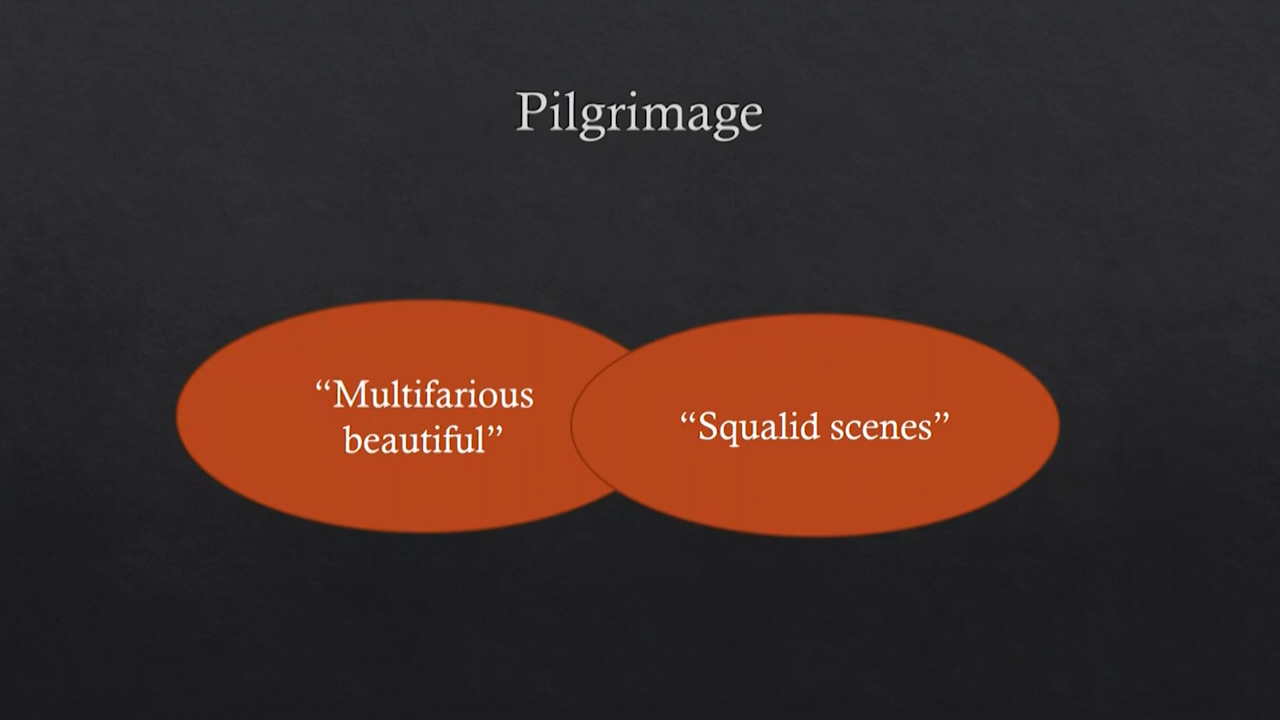 Pilgrimage
“Multifarious
beautiful”
“Squalid scenes”